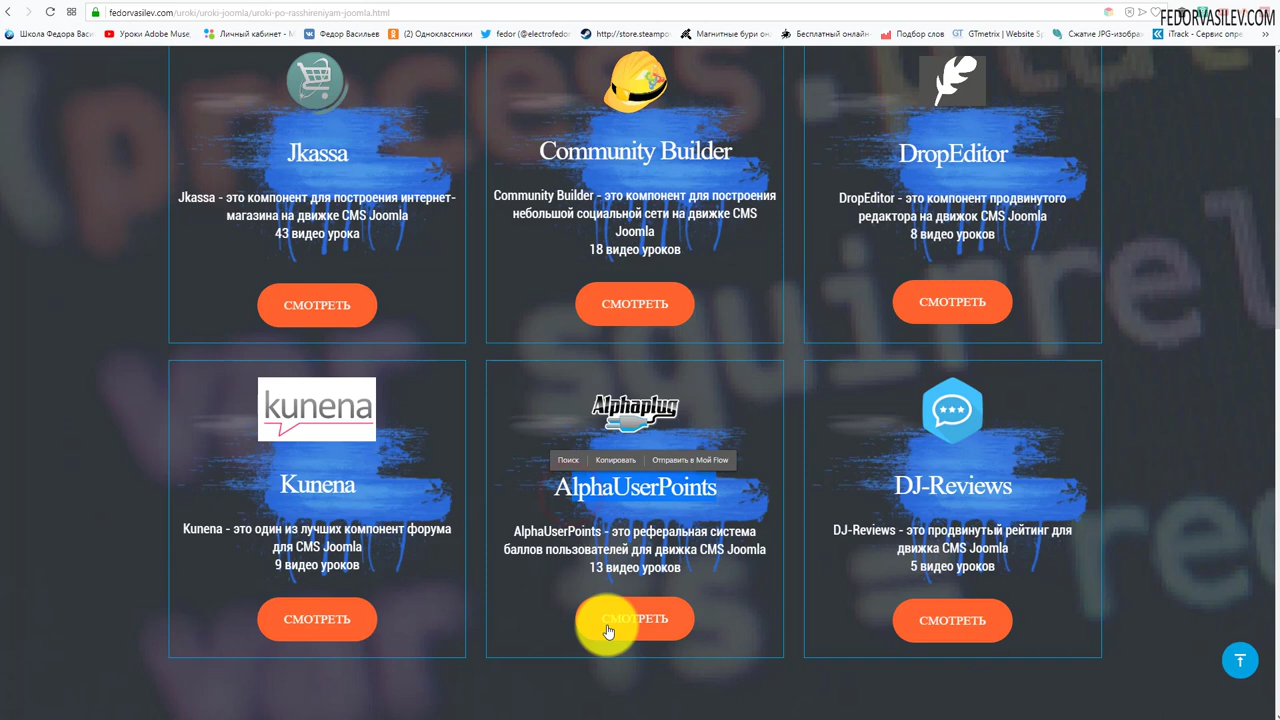 fedorvasilev.com/uroki/uroki-joomla/uroki-po-rasshireniyam-joomla.html
FEDORVASILEV.COM
Школа Федора Васи
Уроки Adobe Muse
Личный кабинет - М
Федор Васильев
(2) Одноклассники
fedor (@electrofedo
http://store.steampo
Магнитные бури он
Бесплатный онлайн
Подбор слов
GTmetrix | Website S
Сжатие JPG-изобра
iTrack - Сервис опре
Jkassa
Jkassa - это компонент для построения интернет-
магазина на движке CMS Joomla
43 видео урока
СМОТРЕТЬ
Community Builder
Community Builder - это компонент для построения
небольшой социальной сети на движке CMS
Joomla
18 видео уроков
СМОТРЕТЬ
DropEditor
DropEditor - это компонент продвинутого
редактора на движок CMS Joomla
8 видео уроков
СМОТРЕТЬ
kunena
Kunena
Kunena - это один из лучших компонент форума
для CMS Joomla
9 видео уроков
СМОТРЕТЬ
Alphaplug
Поиск
Копировать
Отправить в Мой Flow
AlphaUserPoints
AlphaUserPoints - это реферальная система
баллов пользователей для движка CMS Joomla
13 видео уроков
СМОТРЕТЬ
DJ-Reviews
DJ-Reviews - это продвинутый рейтинг для
движка CMS Joomla
5 видео уроков
СМОТРЕТЬ